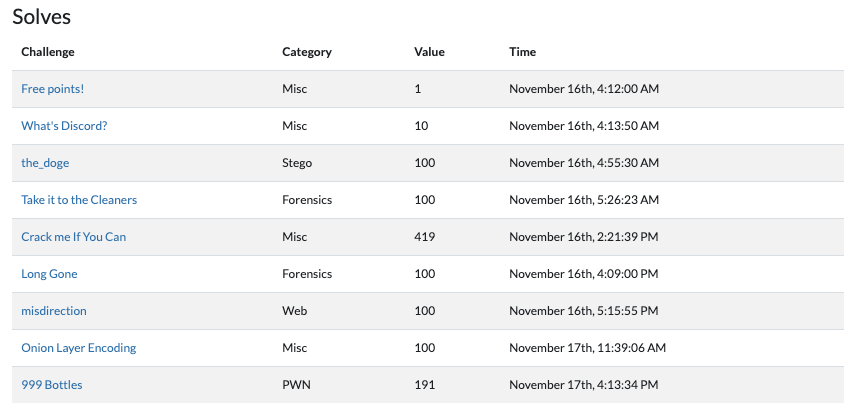 Solves
Challenge Category Value Time
Free points! Misc 1 November 16th, 4:12:00 AM
What's Discord? Misc 10 November 16th, 4:13:50 AM
the_doge Stego 100 November 16th, 4:55:30 AM
Take it to the Cleaners Forensics 100 November 16th, 5:26:23 AM
Crack me If You Can Misc 419 November 16th, 2:21:39 PM
Long Gone Forensics 100 November 16th, 4:09:00 PM
misdirection Web 100 November 16th, 5:15:55 PM
Onion Layer Encoding Misc 100 November 17th, 11:39:06 AM
999 Bottles PWN 191 November 17th, 4:13:34 PM